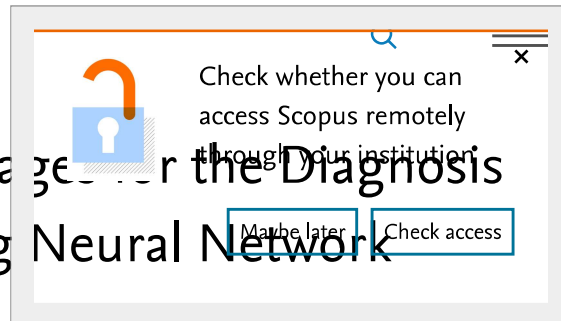 Check whether you can
access Scopus remotely
through your institution
ages for the Diagnosis
Maybe later
Check access
g Neural Network